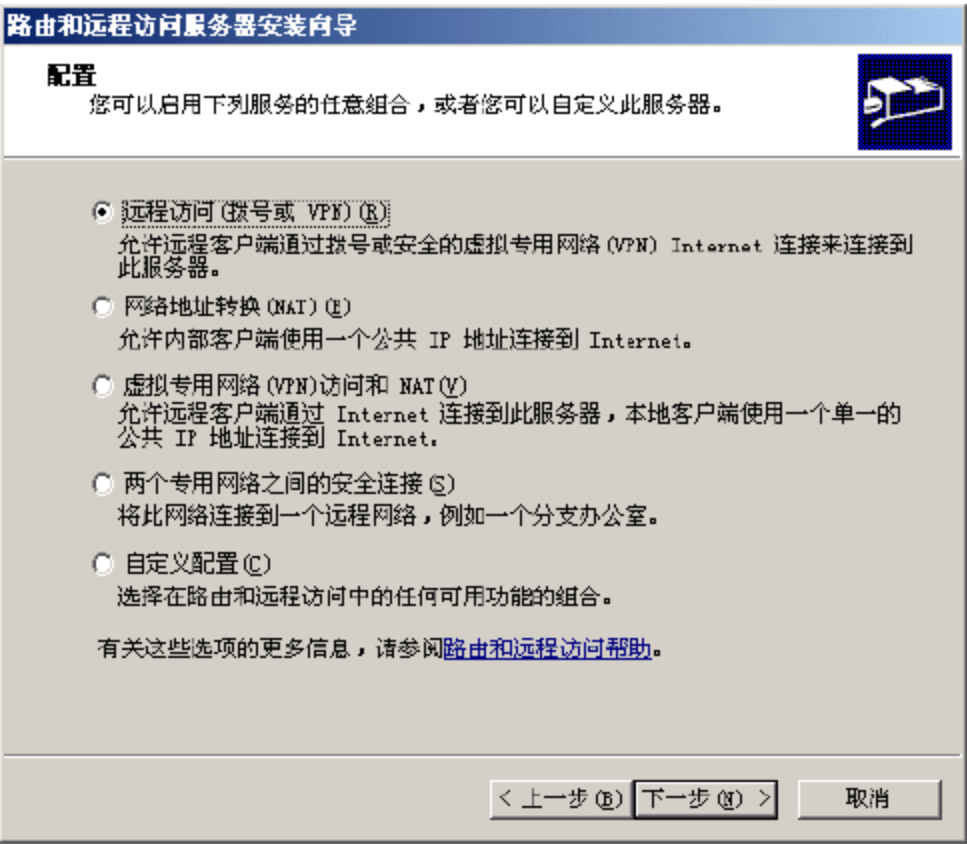 路由和远程访问服务器安装向导
配置
您可以启用下列服务的任意组合，或者您可以自定义此服务器。
远程访问(拨号或 VPN)(R)
允许远程客户端通过拨号或安全的虚拟专用网络(VPN) Internet 连接来连接到
此服务器。
网络地址转换(NAT)(E)
允许内部客户端使用一个公共 IP 地址连接到 Internet。
虚拟专用网络(VPN)访问和 NAT(V)
允许远程客户端通过 Internet 连接到此服务器，本地客户端使用一个单一的
公共 IP 地址连接到 Internet。
两个专用网络之间的安全连接(S)
将此网络连接到一个远程网络，例如一个分支办公室。
自定义配置(C)
选择在路由和远程访问中的任何可用功能的组合。
有关这些选项的更多信息，请参阅路由和远程访问帮助。
< 上一步(B) 下一步(N) > 取消